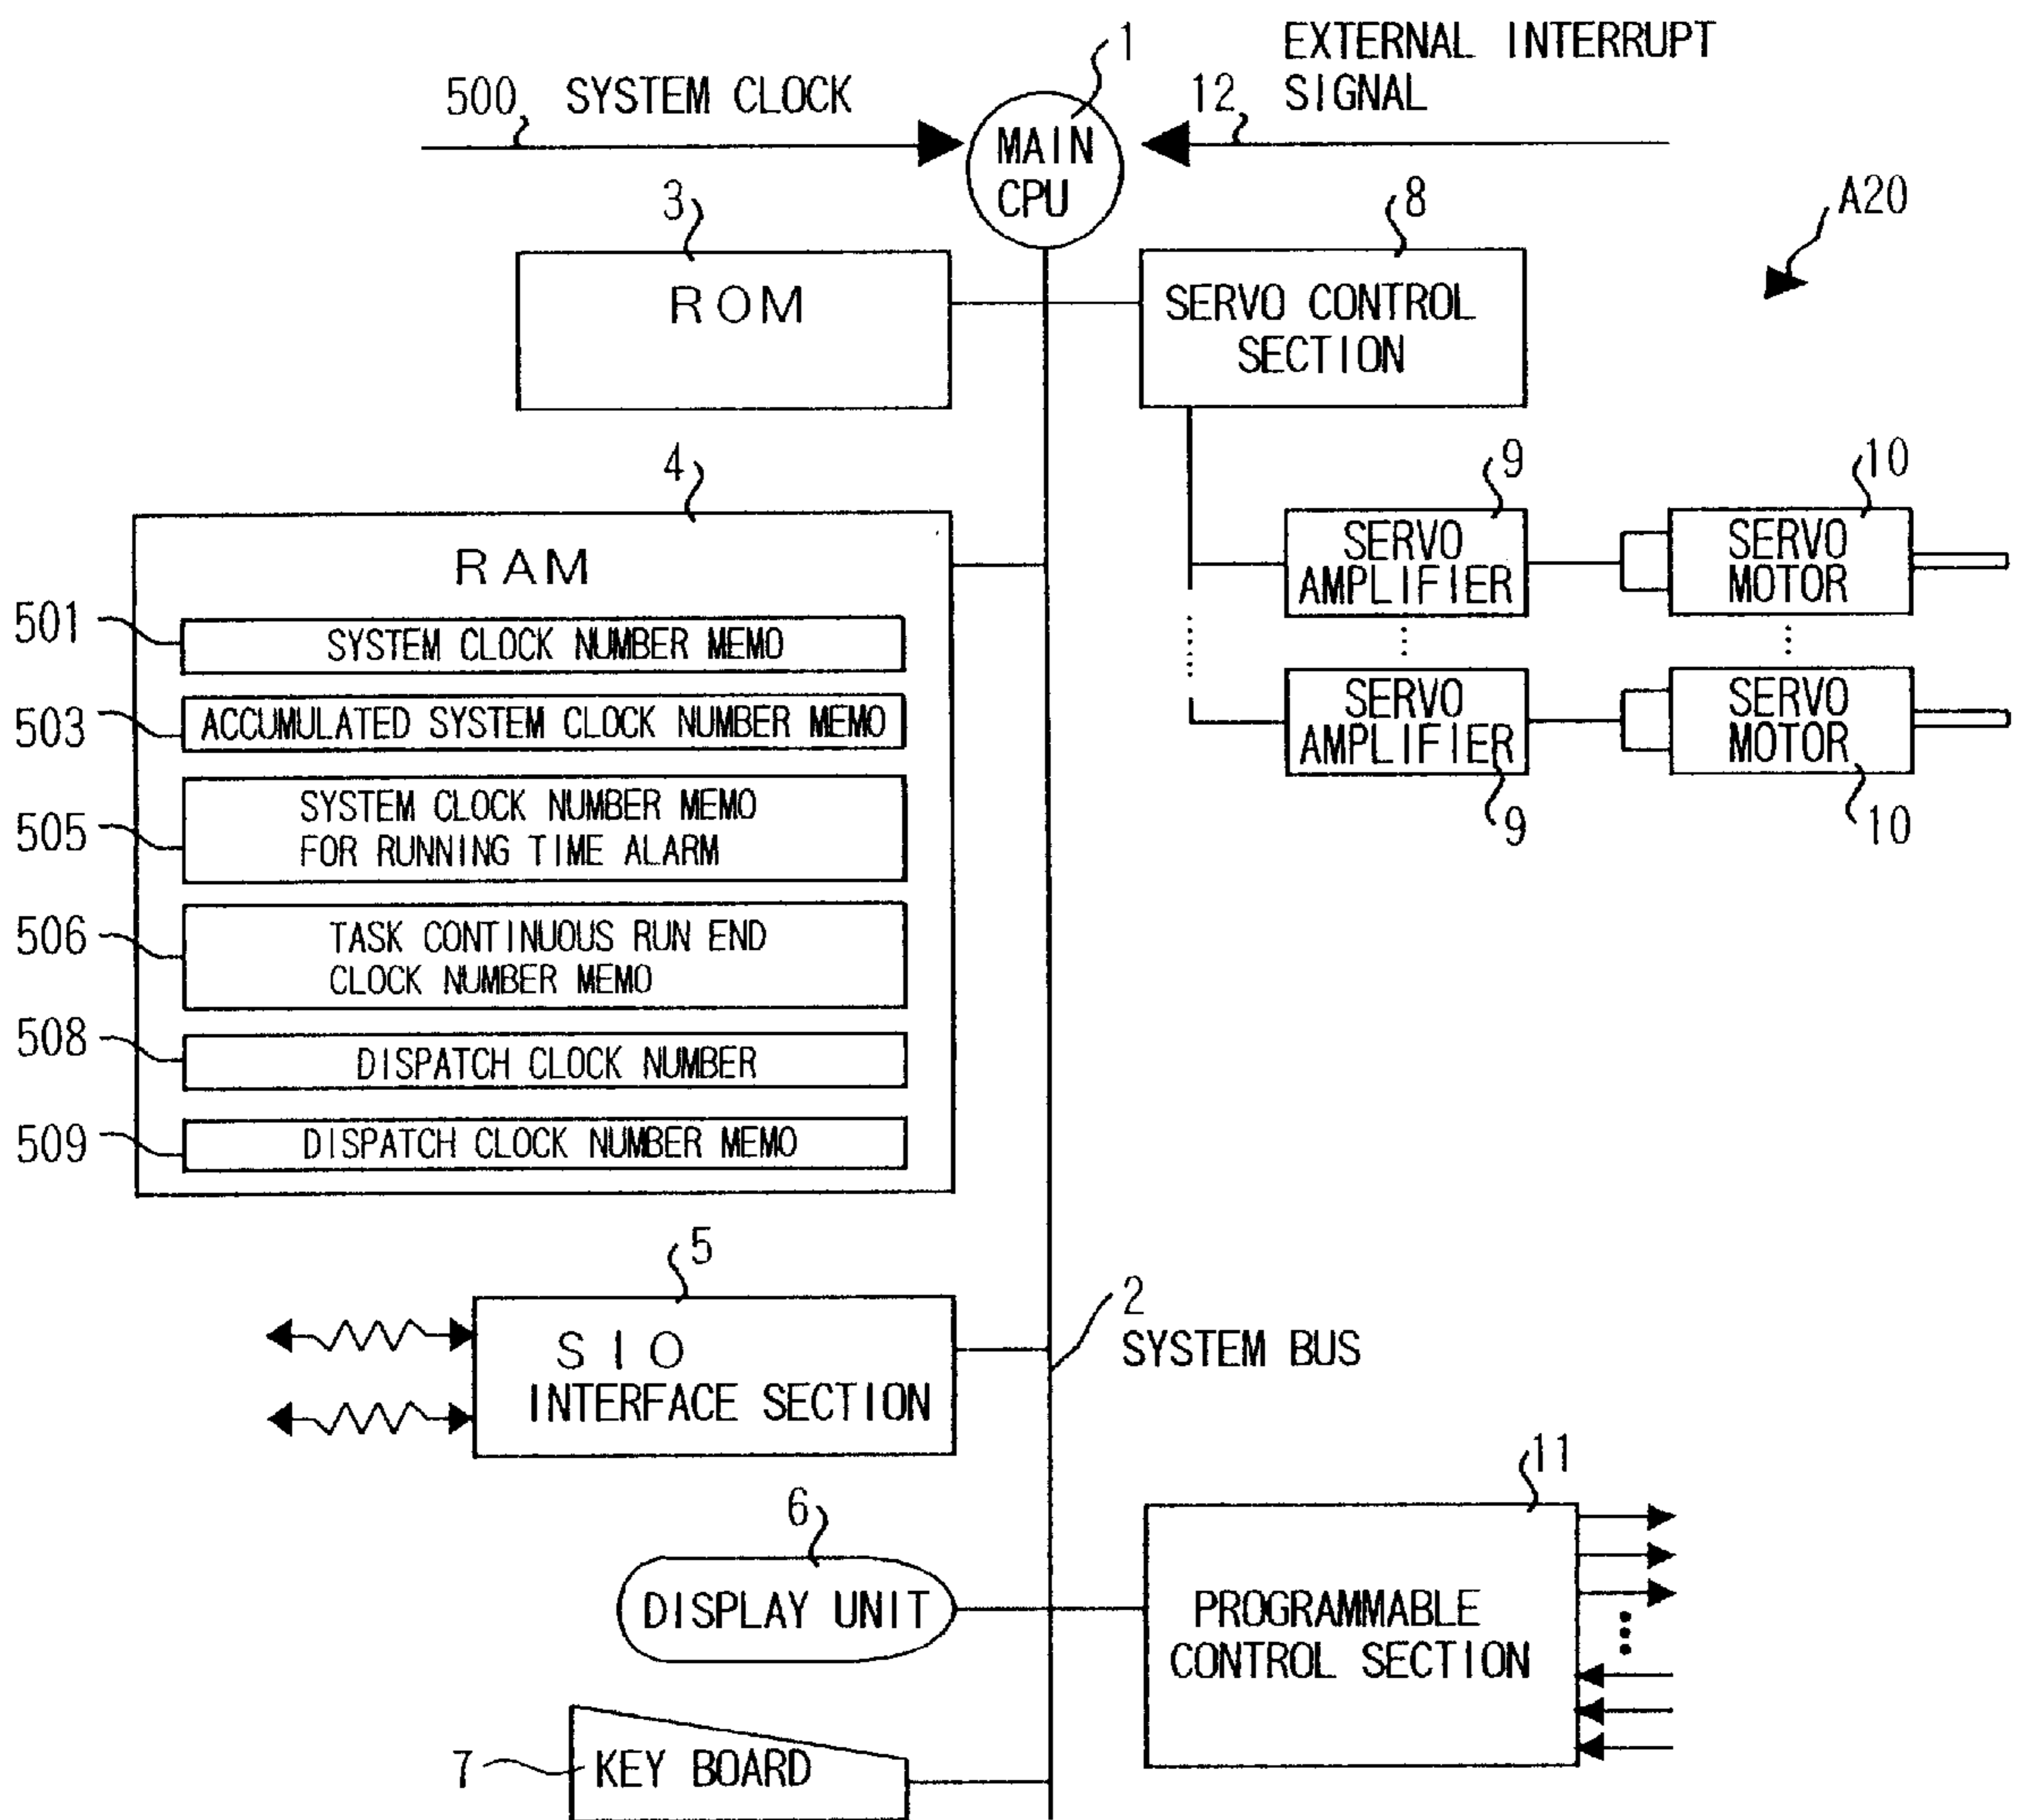 1
EXTERNAL INTERRUPT
SIGNAL
500
SYSTEM CLOCK
12
MAIN
CPU
A20
3
ROM
8
SERVO CONTROL
SECTION
4
RAM
501
SYSTEM CLOCK NUMBER MEMO
503
ACCUMULATED SYSTEM CLOCK NUMBER MEMO
505
SYSTEM CLOCK NUMBER MEMO
FOR RUNNING TIME ALARM
506
TASK CONTINUOUS RUN END
CLOCK NUMBER MEMO
508
DISPATCH CLOCK NUMBER
509
DISPATCH CLOCK NUMBER MEMO
9
SERVO
AMPLIFIER
10
SERVO
MOTOR
SERVO
AMPLIFIER
9
SERVO
MOTOR
10
5
SIO
INTERFACE SECTION
2
SYSTEM BUS
6
DISPLAY UNIT
11
PROGRAMMABLE
CONTROL SECTION
7
KEY BOARD